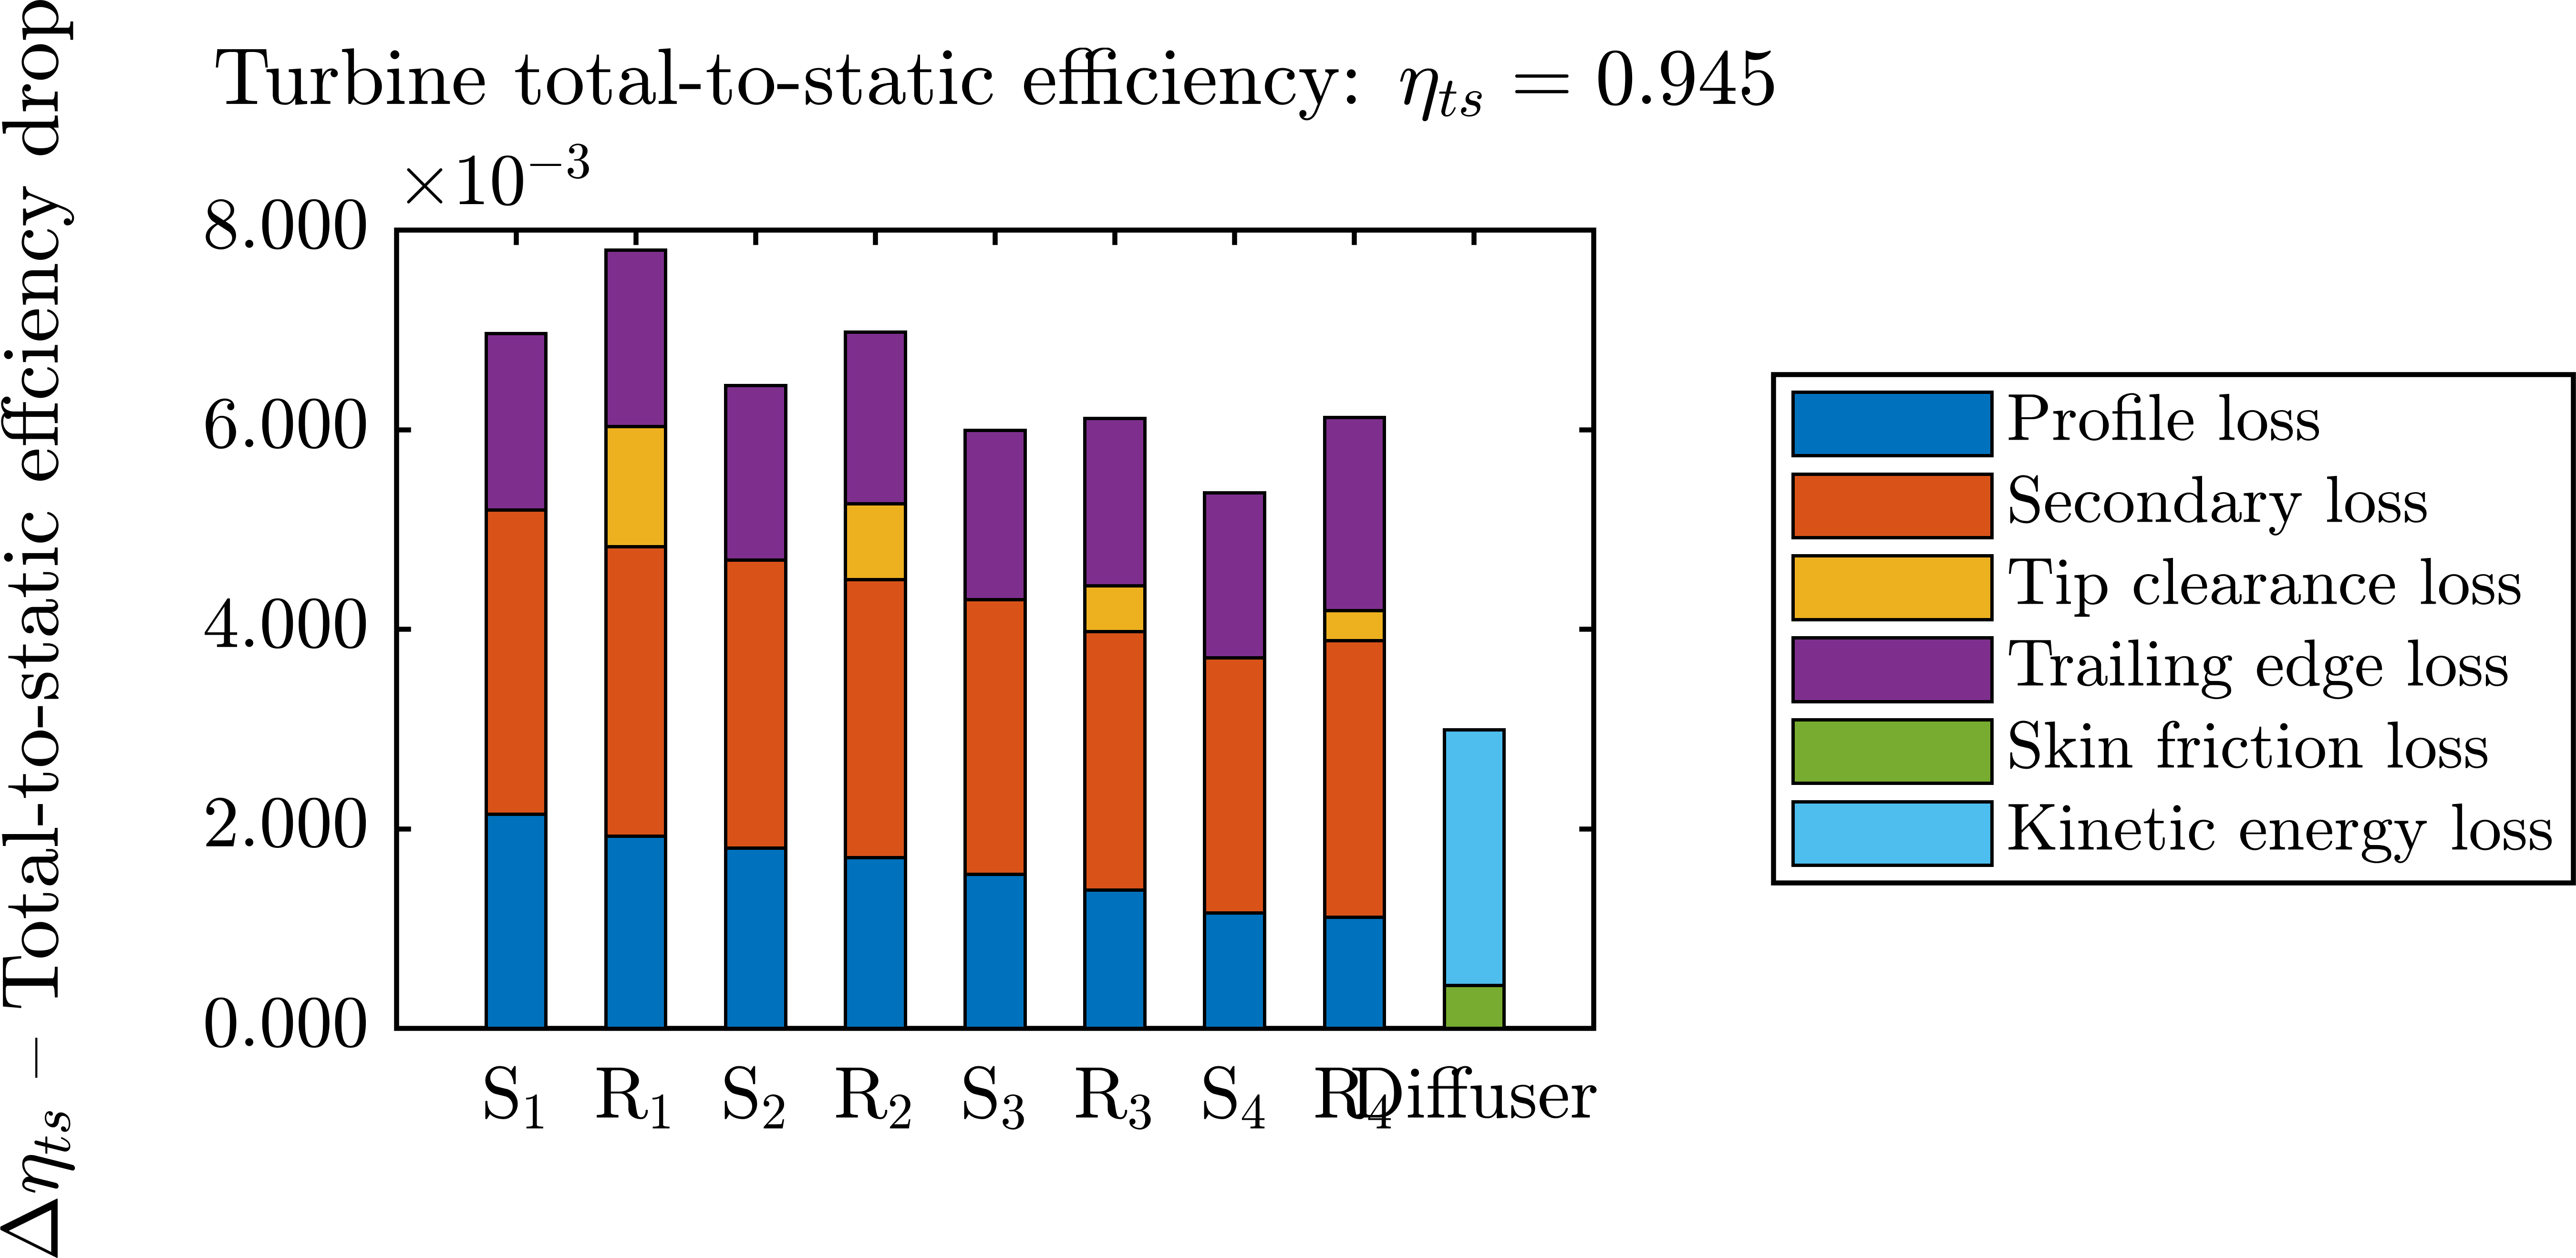 Turbine total-to-static efficiency: ηts = 0.945
×10−3
Δηts − Total-to-static effciency drop
8.000
6.000
4.000
2.000
0.000
S1 R1 S2 R2 S3 R3 S4 R4 Diffuser
Profile loss
Secondary loss
Tip clearance loss
Trailing edge loss
Skin friction loss
Kinetic energy loss